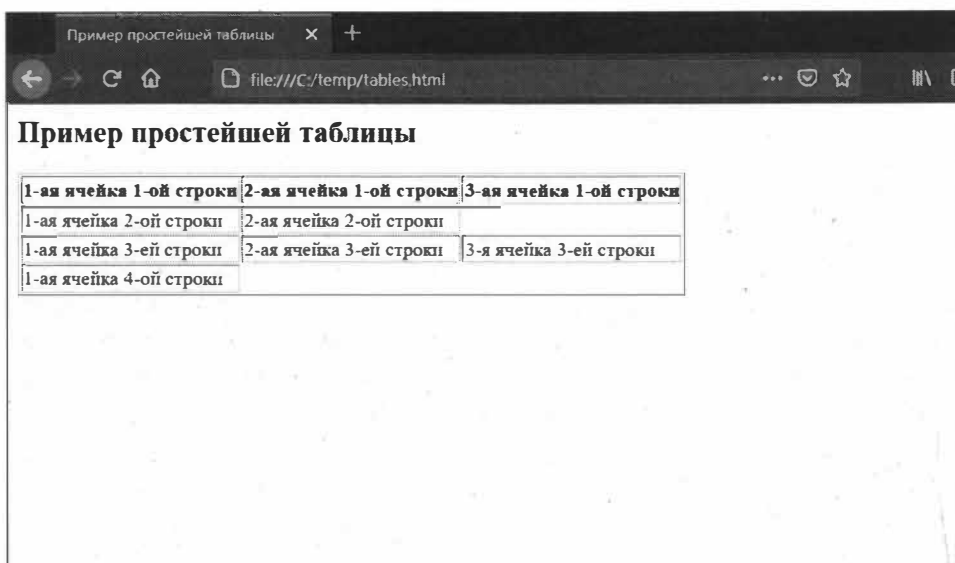 Пример простейшей таблицы
file:///C:/temp/tables.html
Пример простейшей таблицы
1-ая ячейка 1-ой строки 2-ая ячейка 1-ой строки 3-ая ячейка 1-ой строки
1-ая ячейка 2-ой строки 2-ая ячейка 2-ой строки
1-ая ячейка 3-ей строки 2-ая ячейка 3-ей строки 3-я ячейка 3-ей строки
1-ая ячейка 4-ой строки